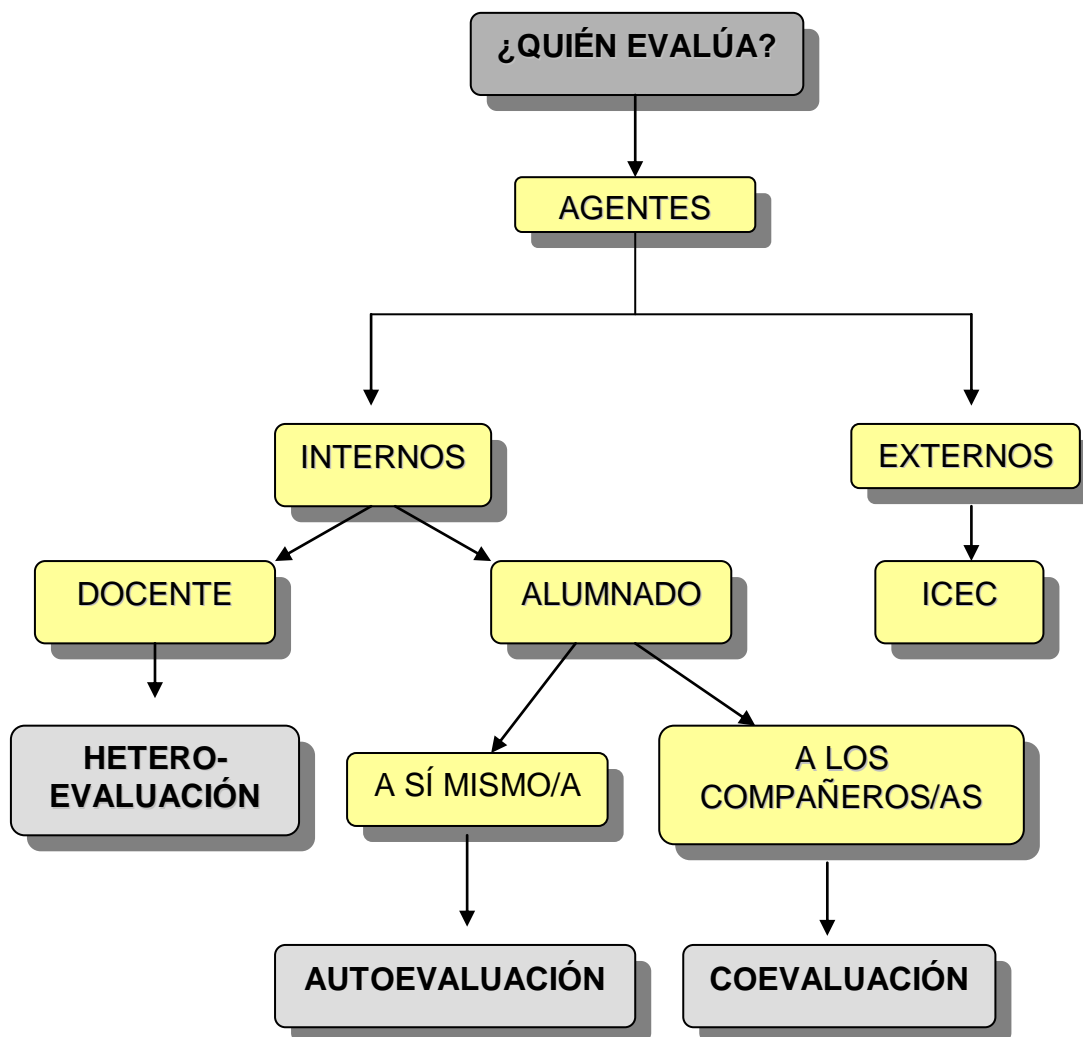 ¿QUIÉN EVALÚA?
AGENTES
INTERNOS
EXTERNOS
DOCENTE
ALUMNADO
ICEC
HETERO-
EVALUACIÓN
A SÍ MISMO/A
A LOS
COMPAÑEROS/AS
AUTOEVALUACIÓN
COEVALUACIÓN